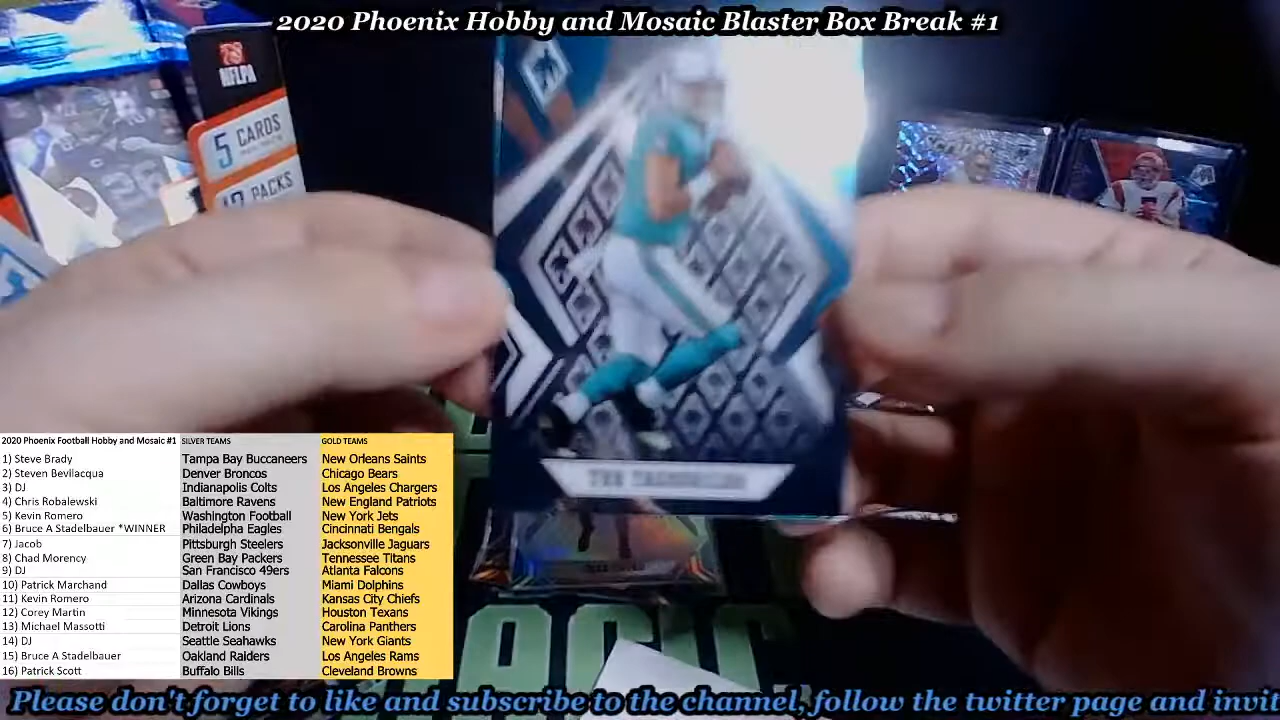 2020 Phoenix Hobby and Mosaic Blaster Box Break #1
NFLPA
5 CARDS
PACKS
2020 Phoenix Football Hobby and Mosaic #1 SILVER TEAMS GOLD TEAMS
1) Steve Brady Tampa Bay Buccaneers New Orleans Saints
2) Steven Bevilacqua Denver Broncos Chicago Bears
3) DJ Indianapolis Colts Los Angeles Chargers
4) Chris Robalewski Baltimore Ravens New England Patriots
5) Kevin Romero Washington Football New York Jets
6) Bruce A Stadelbauer *WINNER Philadelpha Eagles Cincinnati Bengals
7) Jacob Pittsburgh Steelers Jacksonville Jaguars
8) Chad Morency Green Bay Packers Tennessee Titans
9) DJ San Francisco 49ers Atlanta Falcons
10) Patrick Marchand Dallas Cowboys Miami Dolphins
11) Kevin Romero Arizona Cardinals Kansas City Chiefs
12) Corey Martin Minnesota Vikings Houston Texans
13) Michael Massotti Detroit Lions Carolina Panthers
14) DJ Seattle Seahawks New York Giants
15) Bruce A Stadelbauer Oakland Raiders Los Angeles Rams
16) Patrick Scott Buffalo Bills Cleveland Browns
Please don't forget to like and subscribe to the channel, follow the twitter page and invit